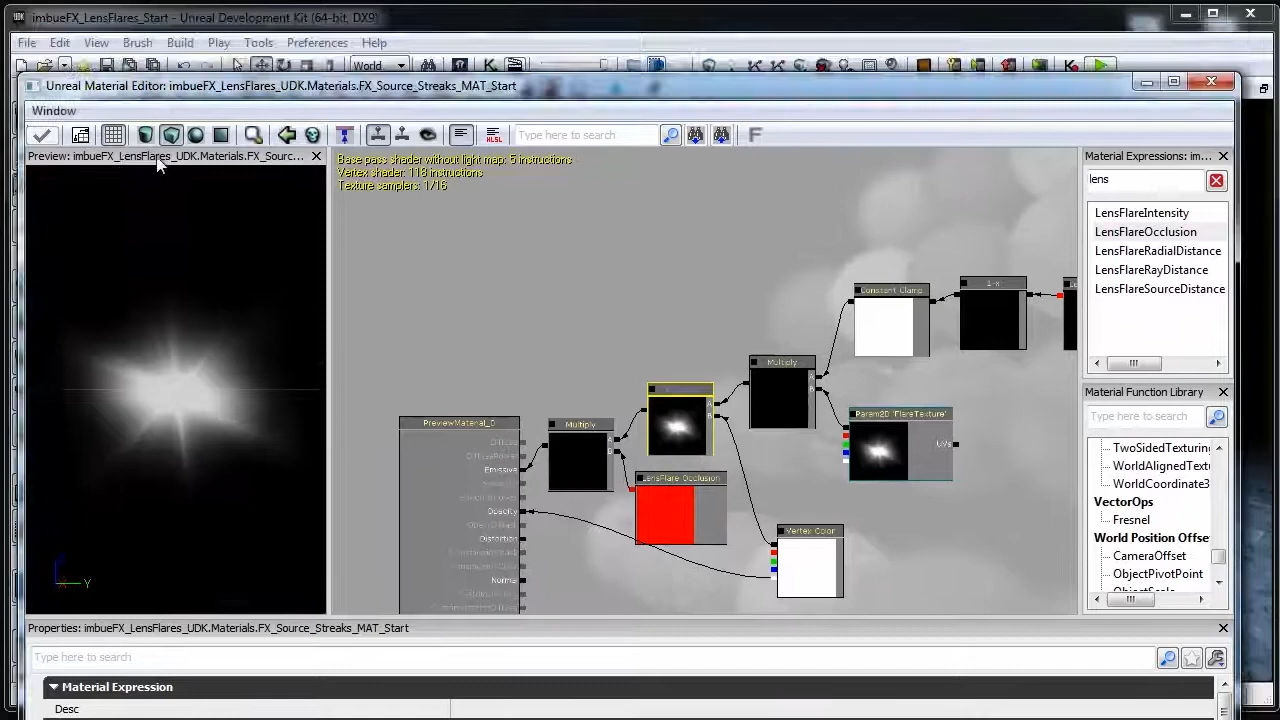 imbueFX_LensFlares_Start - Unreal Development Kit (64-bit, DX9)
File Edit View Brush Build Play Tools Preferences Help
World...
Unreal Material Editor: imbueFX_LensFlares_UDK.Materials.FX_Source_Streaks_MAT_Start
Window
Type here to search
F
Preview: imbueFX_LensFlares_UDK.Materials.FX_Sourc...
Base pass shader without light map: 5 instructions
Vertex shader: 118 instructions
Texture samplers: 1/16
Material Expressions: im...
lens
LensFlareIntensity
LensFlareOcclusion
LensFlareRadialDistance
LensFlareRayDistance
LensFlareSourceDistance
Constant Clamp
1-x
Multiply
Param2D 'FlareTexture'
UVs
PreviewMaterial_0
Multiply
LensFlare Occlusion
Vertex Color
Emissive
Opacity
Distortion
Normal
Y
Material Function Library
Type here to search
TwoSidedTexturing
WorldAlignedTextu
WorldCoordinate3
VectorOps
Fresnel
World Position Offse
CameraOffset
ObjectPivotPoint
Properties: imbueFX_LensFlares_UDK.Materials.FX_Source_Streaks_MAT_Start
Type here to search
Material Expression
Desc